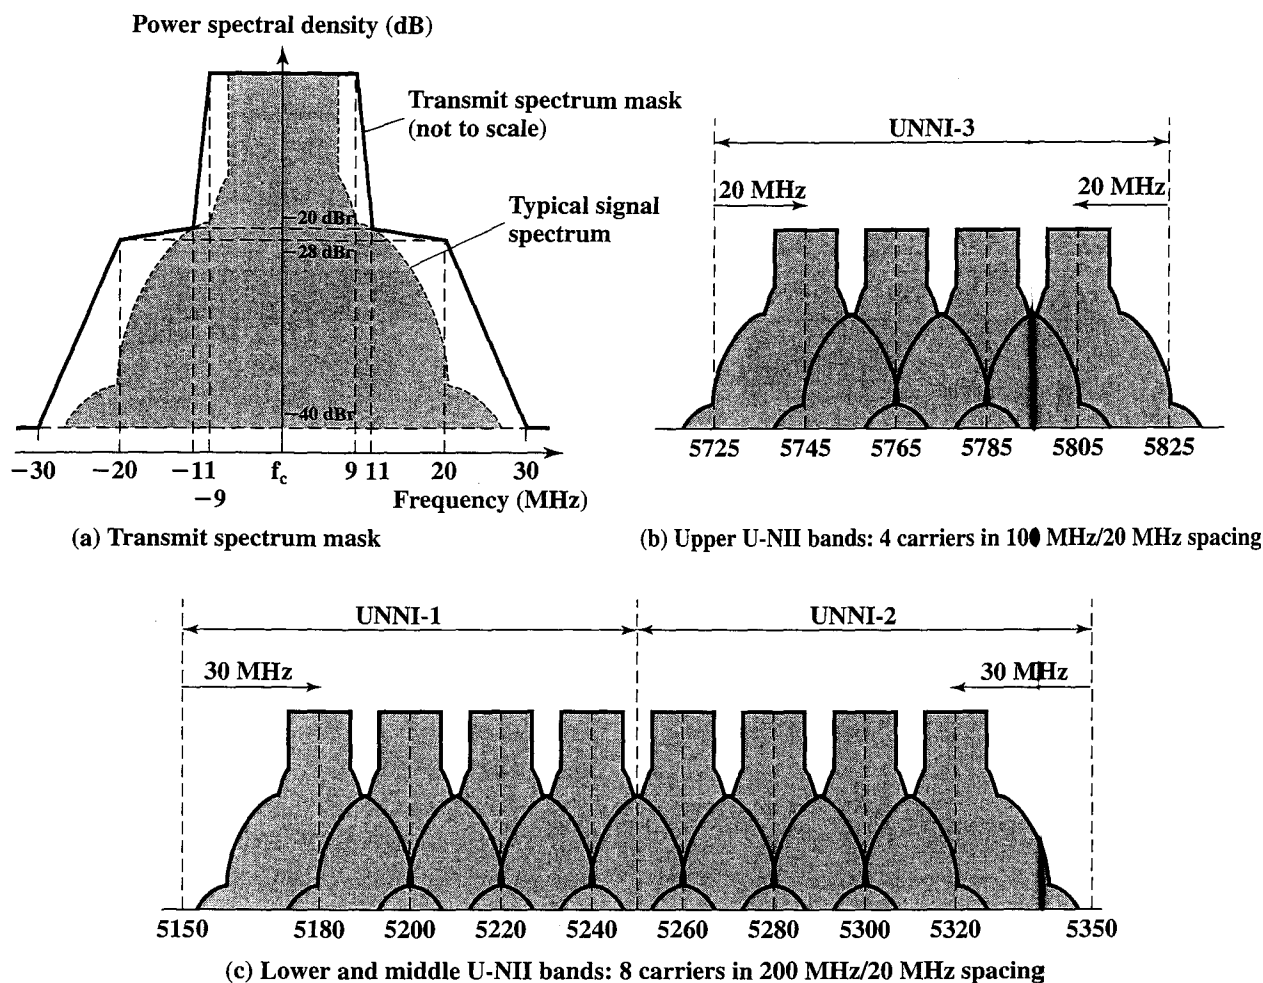 Power spectral density (dB)
Transmit spectrum mask
(not to scale)
Typical signal
spectrum
−20 dBr
−28 dBr
−40 dBr
−30 −20 −11 f_c 9 11 20 30
−9
Frequency (MHz)
(a) Transmit spectrum mask
UNNI-3
20 MHz 20 MHz
5725 5745 5765 5785 5805 5825
(b) Upper U-NII bands: 4 carriers in 100 MHz/20 MHz spacing
UNNI-1 UNNI-2
30 MHz 30 MHz
5150 5180 5200 5220 5240 5260 5280 5300 5320 5350
(c) Lower and middle U-NII bands: 8 carriers in 200 MHz/20 MHz spacing